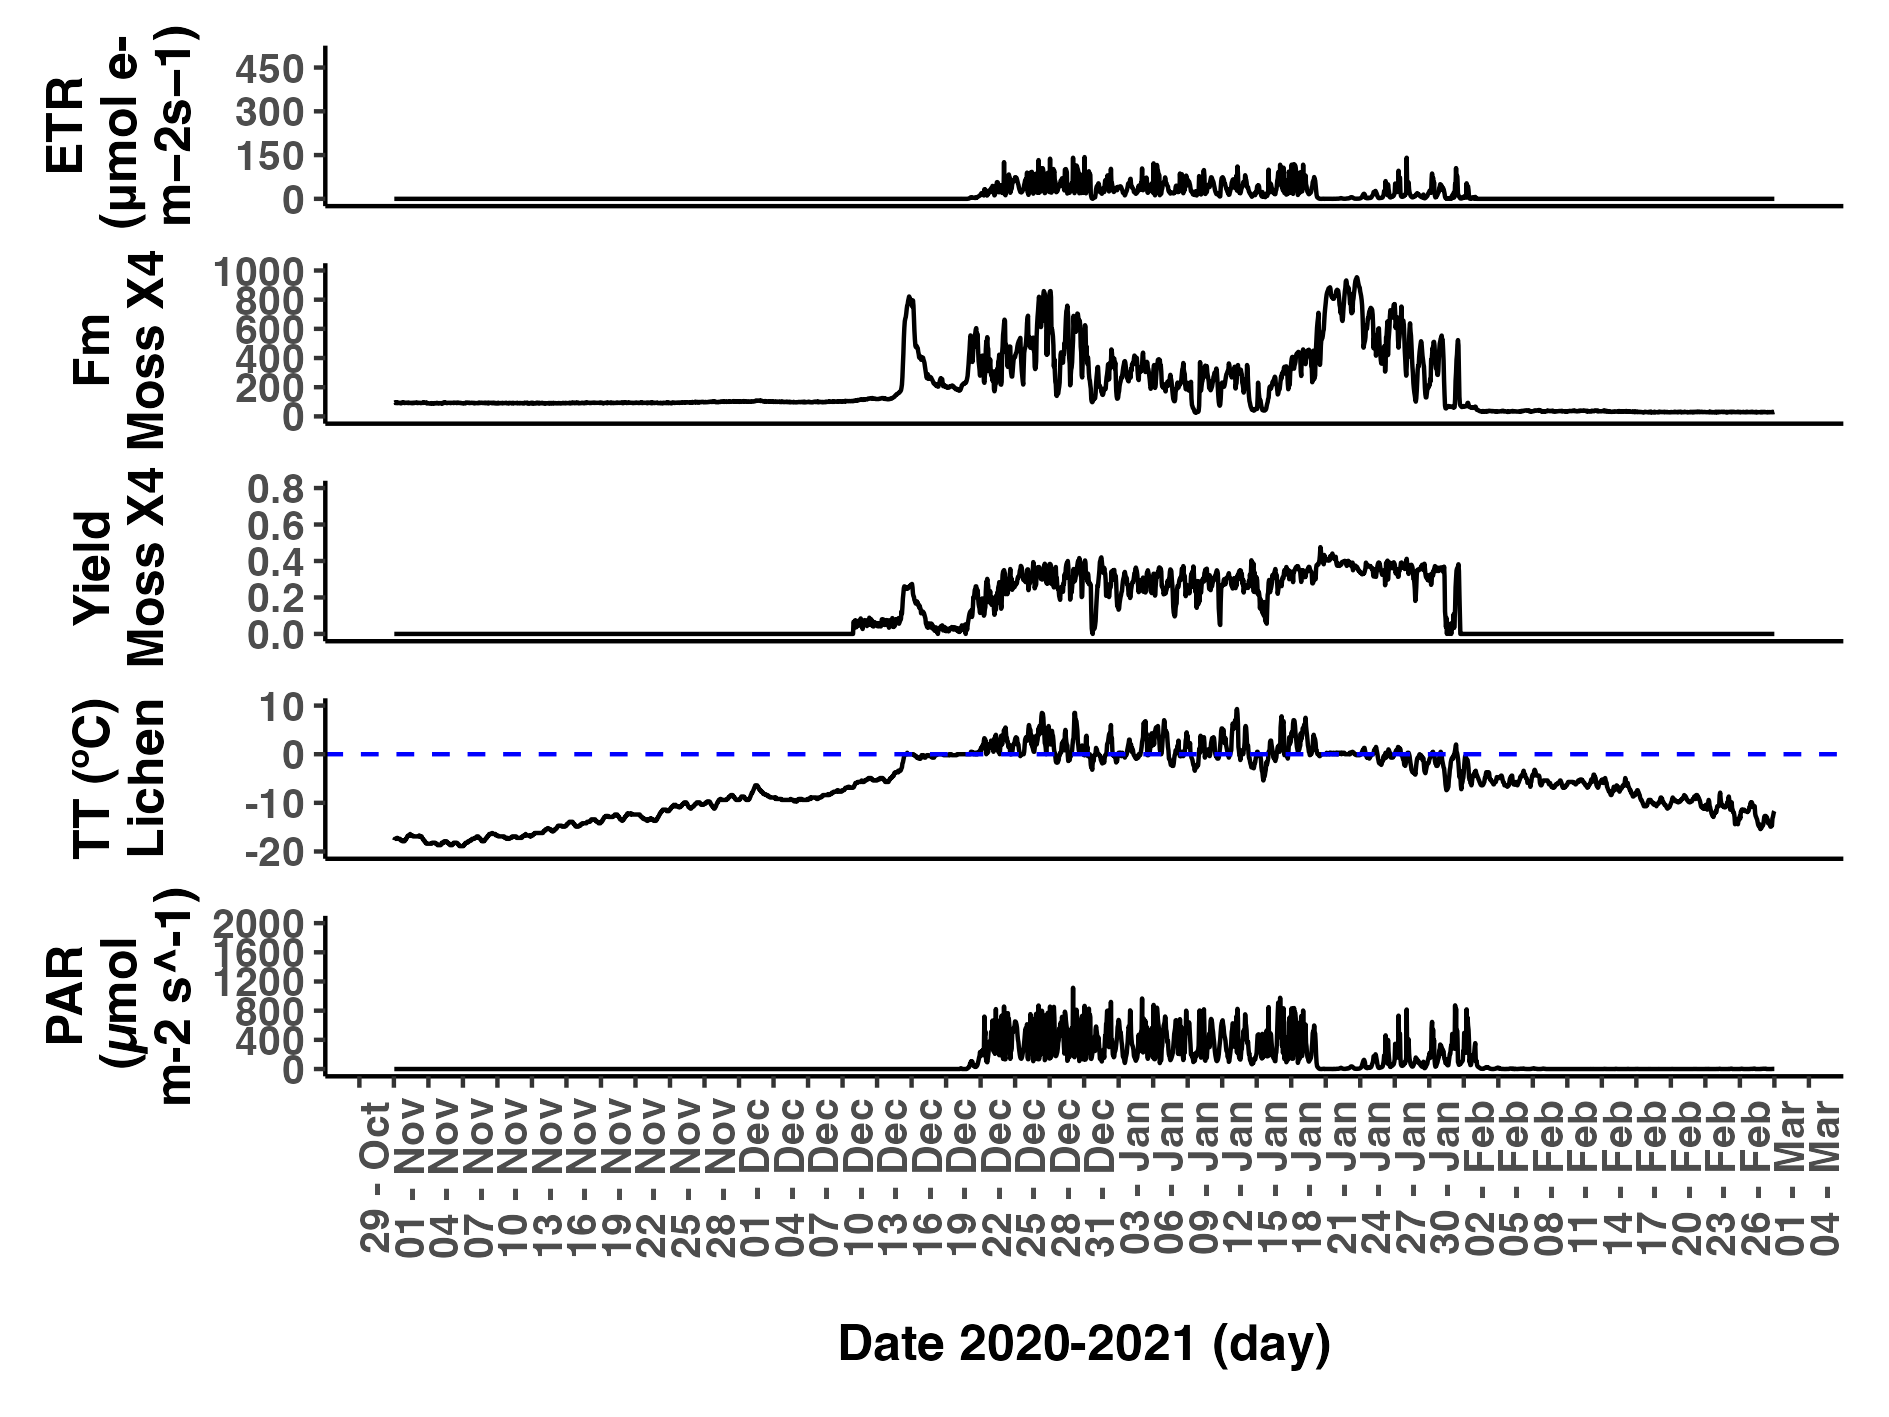 ETR
(µmol e-
m−2s−1)
450
300
150
0
Fm
Moss X4
1000
800
600
400
200
0
Yield
Moss X4
0.8
0.6
0.4
0.2
0.0
TT (ºC)
Lichen
10
0
-10
-20
PAR
(µmol
m-2 s^-1)
2000
1600
1200
800
400
0
29 - Oct
01 - Nov
04 - Nov
07 - Nov
10 - Nov
13 - Nov
16 - Nov
19 - Nov
22 - Nov
25 - Nov
28 - Nov
01 - Dec
04 - Dec
07 - Dec
10 - Dec
13 - Dec
16 - Dec
19 - Dec
22 - Dec
25 - Dec
28 - Dec
31 - Dec
03 - Jan
06 - Jan
09 - Jan
12 - Jan
15 - Jan
18 - Jan
21 - Jan
24 - Jan
27 - Jan
30 - Jan
02 - Feb
05 - Feb
08 - Feb
11 - Feb
14 - Feb
17 - Feb
20 - Feb
23 - Feb
26 - Feb
01 - Mar
04 - Mar
Date 2020-2021 (day)